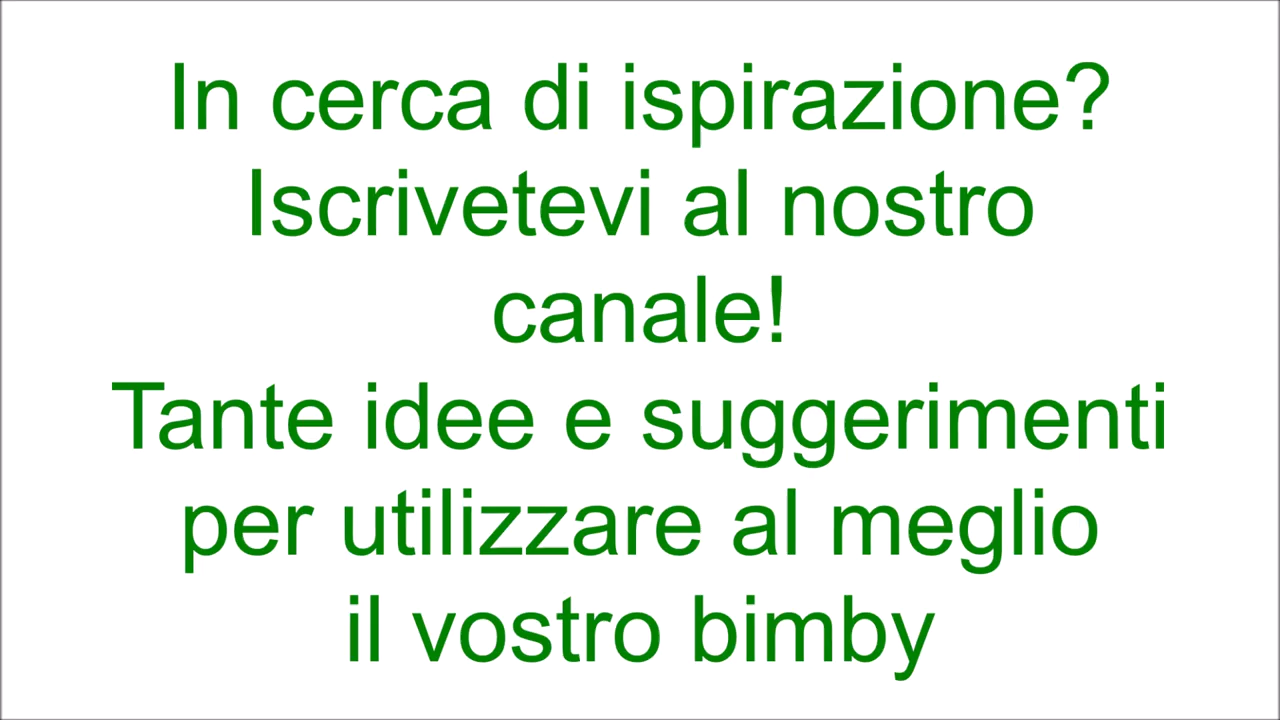 In cerca di ispirazione?
Iscrivetevi al nostro
canale!
Tante idee e suggerimenti
per utilizzare al meglio
il vostro bimby